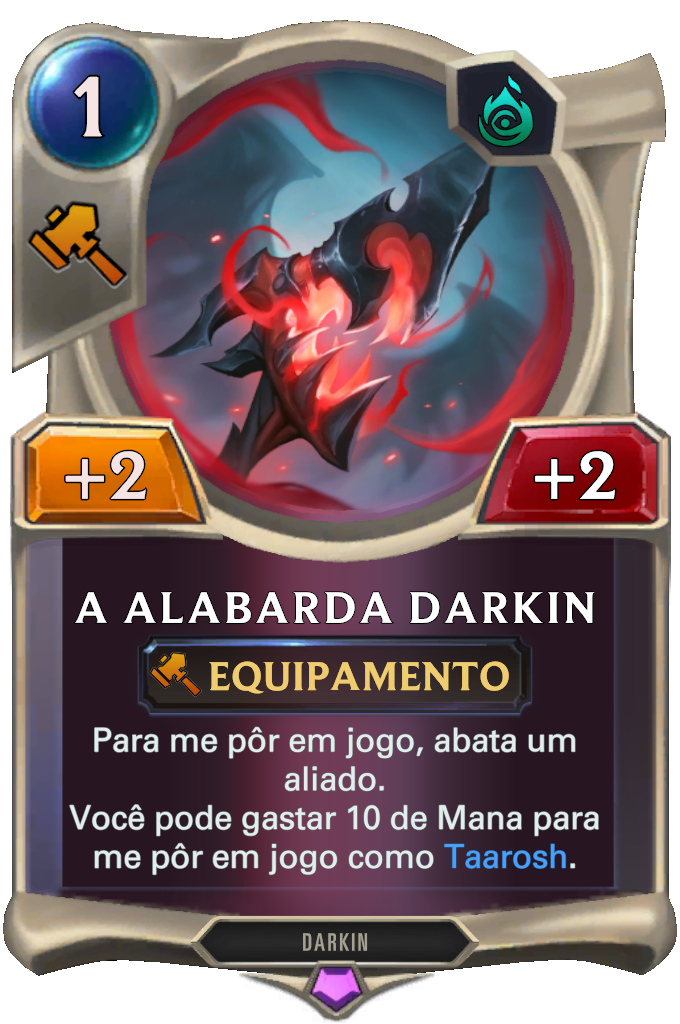 1
+2
+2
A ALABARDA DARKIN
EQUIPAMENTO
Para me pôr em jogo, abata um
aliado.
Você pode gastar 10 de Mana para
me pôr em jogo como Taarosh.
DARKIN